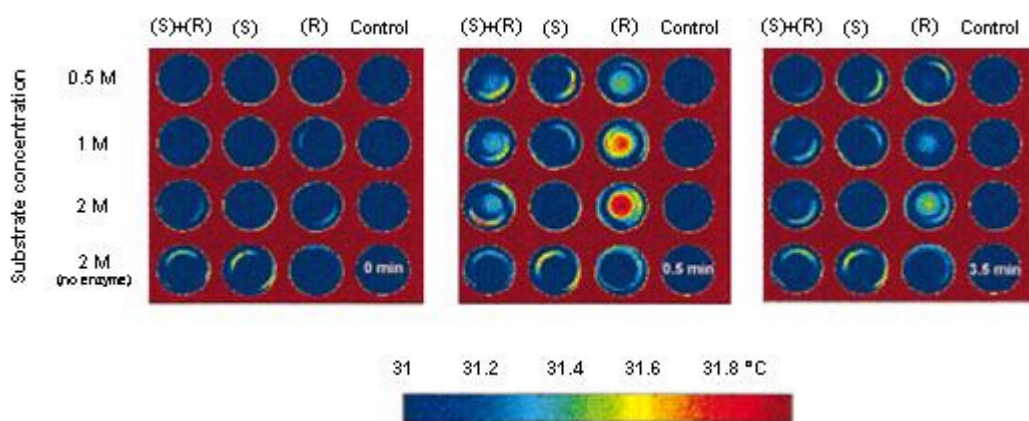 (S)+(R) (S) (R) Control
(S)+(R) (S) (R) Control
(S)+(R) (S) (R) Control
Substrate concentration
0.5 M
1 M
2 M
2 M
(no enzyme)
0 min
0.5 min
3.5 min
31 31.2 31.4 31.6 31.8 °C